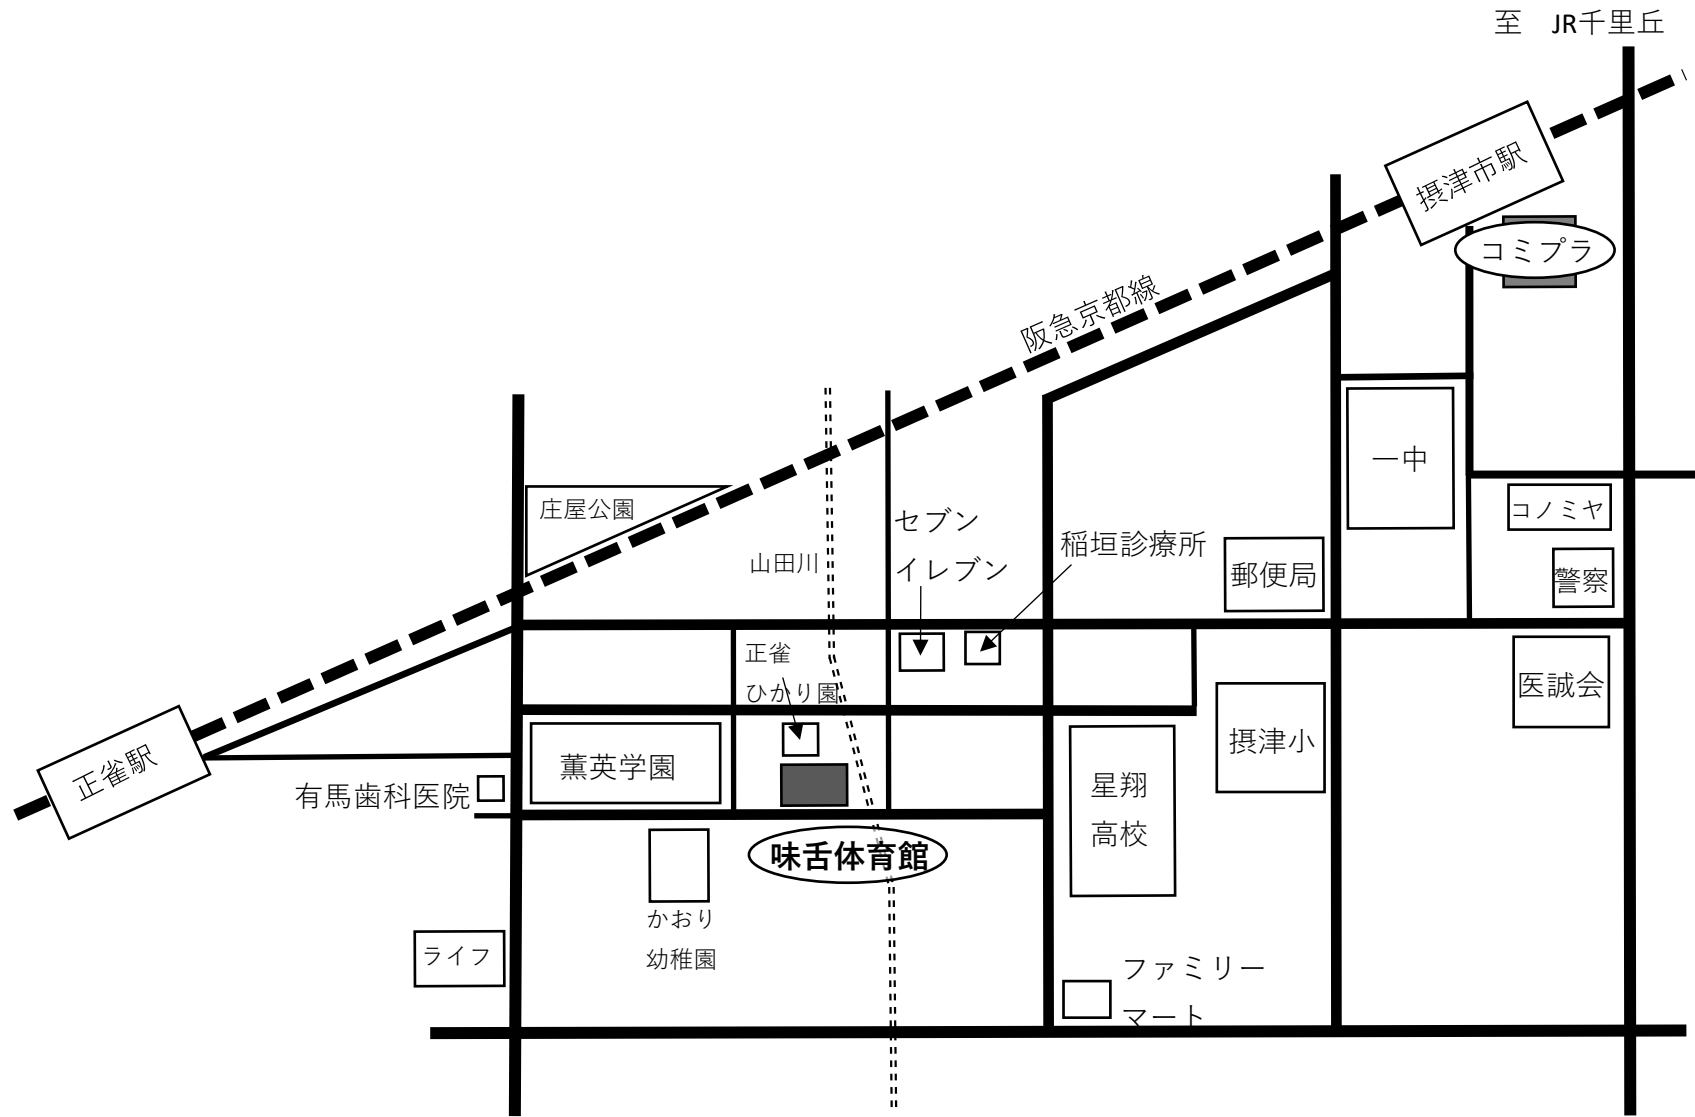 至　JR千里丘
摂津市駅
コミプラ
阪急京都線
一中
庄屋公園
コノミヤ
セブン
イレブン
稲垣診療所
山田川
郵便局
警察
正雀
ひかり園
医誠会
摂津小
薫英学園
正雀駅
有馬歯科医院
星翔
高校
味舌体育館
かおり
幼稚園
ライフ
ファミリー
マート